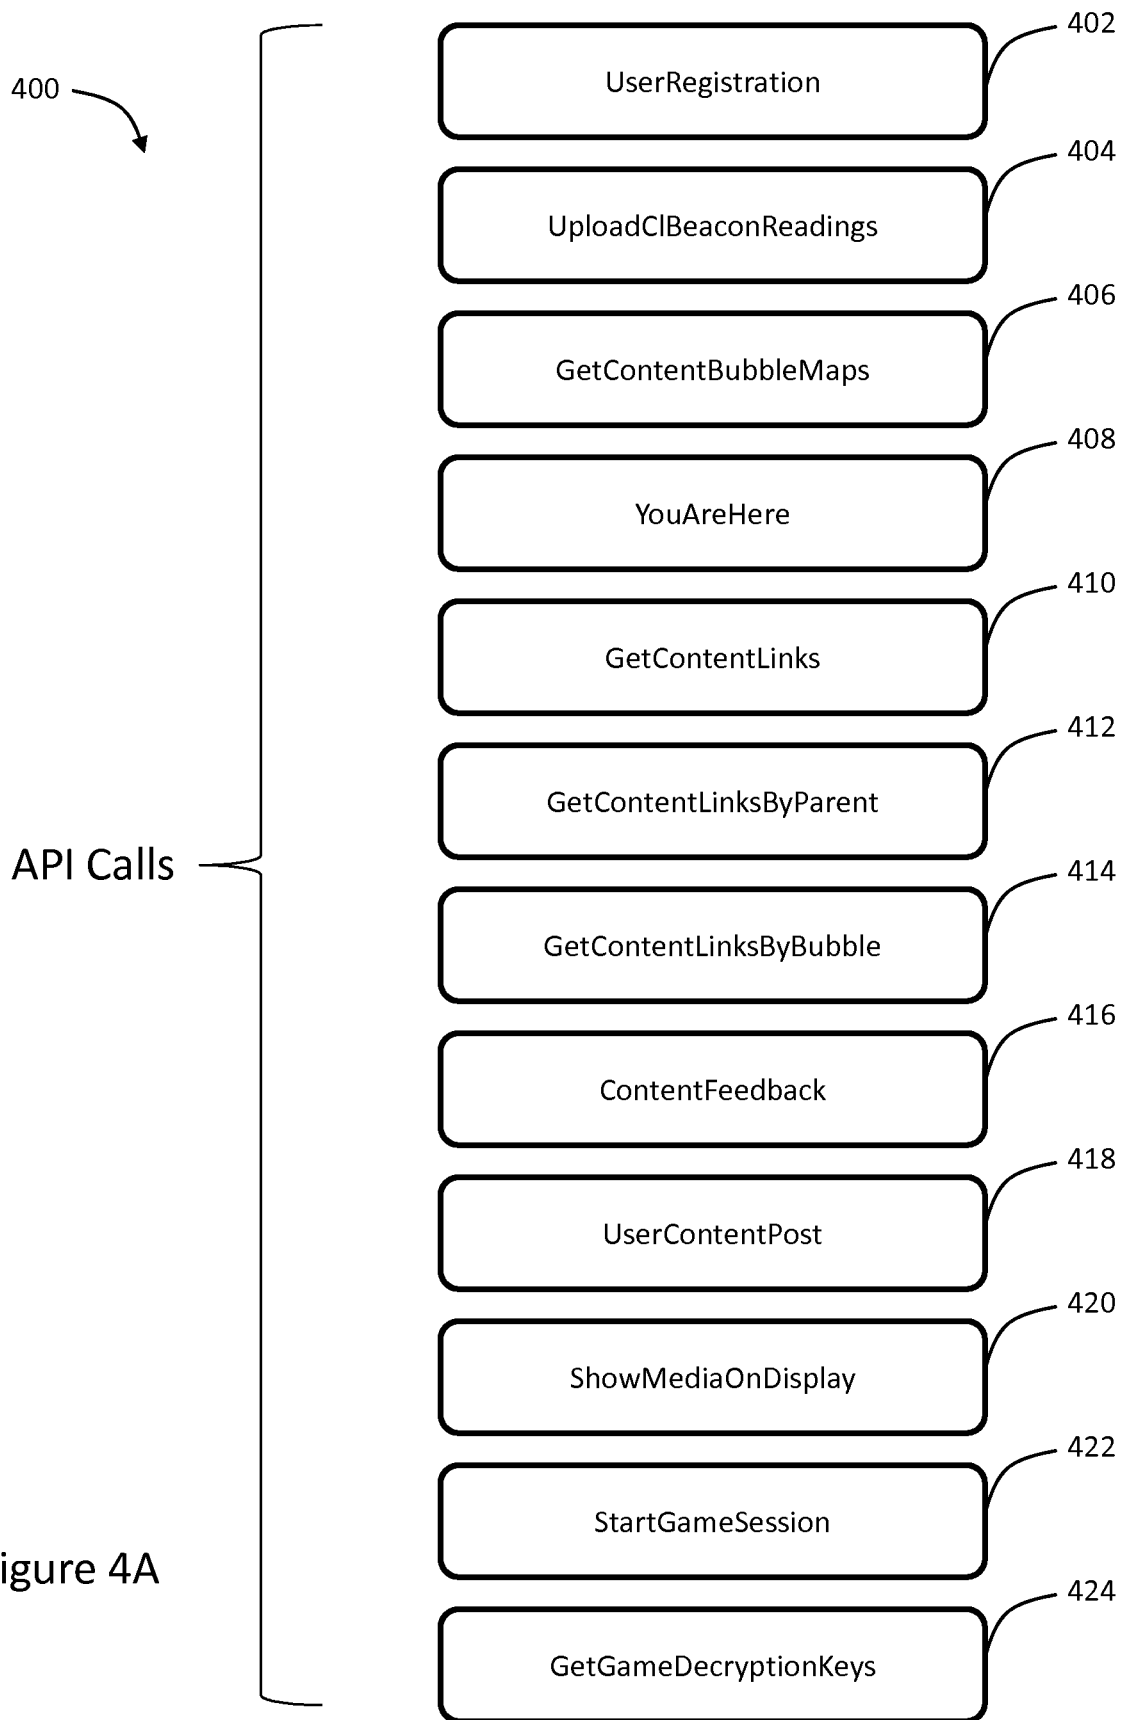 402
400
UserRegistration
404
UploadClBeaconReadings
406
GetContentBubbleMaps
408
YouAreHere
410
GetContentLinks
412
GetContentLinksByParent
API Calls
414
GetContentLinksByBubble
416
ContentFeedback
418
UserContentPost
420
ShowMediaOnDisplay
422
StartGameSession
igure 4A
424
GetGameDecryptionKeys